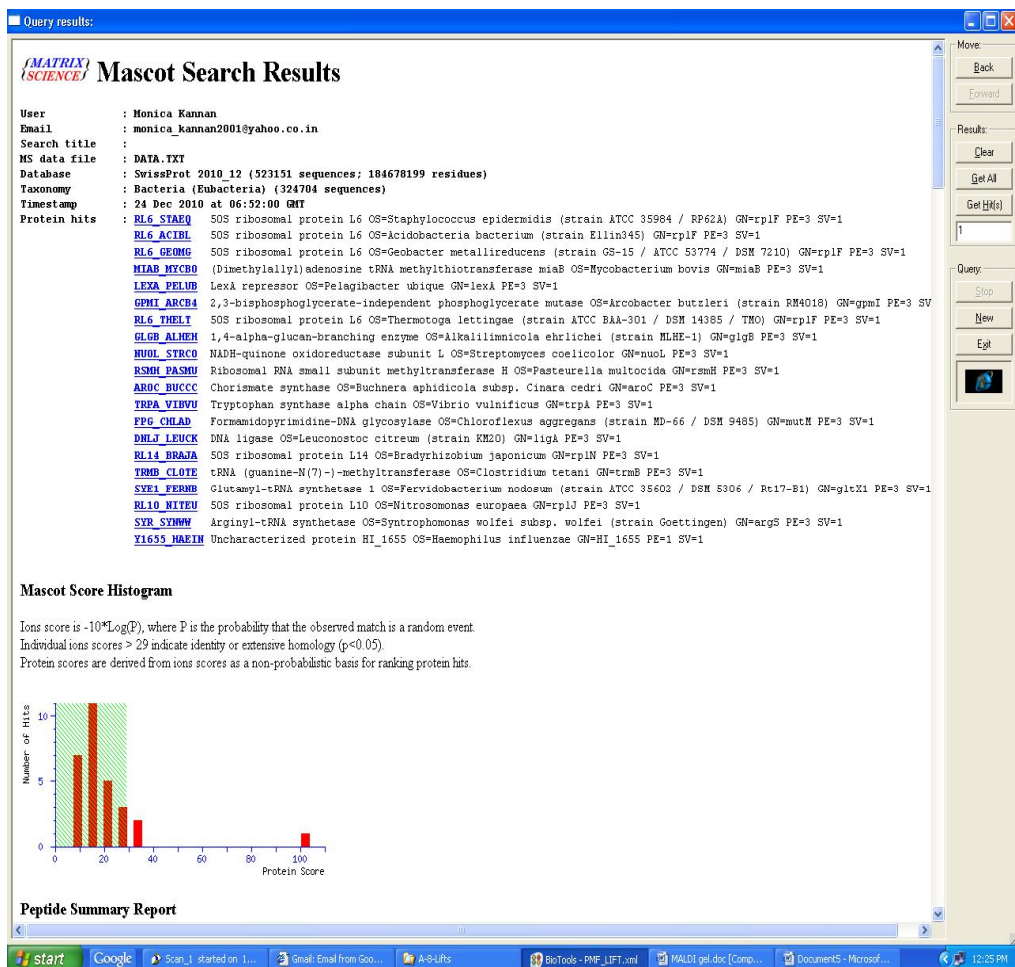 Query results:
Move:
Back
Forward
Results:
Clear
Get All
Get Hit(s)
1
Query:
Stop
New
Exit
{MATRIX SCIENCE} Mascot Search Results
User : Monica Kannan
Email : monica_kannan2001@yahoo.co.in
Search title :
MS data file : DATA.TXT
Database : SwissProt 2010_12 (523151 sequences; 184678199 residues)
Taxonomy : Bacteria (Eubacteria) (324704 sequences)
Timestamp : 24 Dec 2010 at 06:52:00 GMT
Protein hits : RL6_STAEQ 50S ribosomal protein L6 OS=Staphylococcus epidermidis (strain ATCC 35984 / RP62A) GN=rplF PE=3 SV=1
RL6_ACIBL 50S ribosomal protein L6 OS=Acidobacteria bacterium (strain Ellin345) GN=rplF PE=3 SV=1
RL6_GEOMG 50S ribosomal protein L6 OS=Geobacter metallireducens (strain GS-15 / ATCC 53774 / DSM 7210) GN=rplF PE=3 SV=1
MIAB_MYCBO (Dimethylallyl)adenosine tRNA methylthiotransferase miaB OS=Mycobacterium bovis GN=miaB PE=3 SV=1
LEXA_PELUB LexA repressor OS=Pelagibacter ubique GN=lexA PE=3 SV=1
GPMI_ARCB4 2,3-bisphosphoglycerate-independent phosphoglycerate mutase OS=Arcobacter butzleri (strain RM4018) GN=gpmI PE=3 SV
RL6_THELT 50S ribosomal protein L6 OS=Thermotoga lettingae (strain ATCC BAA-301 / DSM 14385 / TMO) GN=rplF PE=3 SV=1
GLGB_ALHEH 1,4-alpha-glucan-branching enzyme OS=Alkalilimnicola ehrlichei (strain MLHE-1) GN=glgB PE=3 SV=1
NUOL_STRCO NADH-quinone oxidoreductase subunit L OS=Streptomyces coelicolor GN=nuoL PE=3 SV=1
RSMH_PASMU Ribosomal RNA small subunit methyltransferase H OS=Pasteurella multocida GN=rsmH PE=3 SV=1
AROC_BUCCC Chorismate synthase OS=Buchnera aphidicola subsp. Cinara cedri GN=aroC PE=3 SV=1
TRPA_VIBVU Tryptophan synthase alpha chain OS=Vibrio vulnificus GN=trpA PE=3 SV=1
FPG_CHLAD Formamidopyrimidine-DNA glycosylase OS=Chloroflexus aggregans (strain MD-66 / DSM 9485) GN=mutM PE=3 SV=1
DNLJ_LEUCK DNA ligase OS=Leuconostoc citreum (strain KM20) GN=ligA PE=3 SV=1
RL14_BRAJA 50S ribosomal protein L14 OS=Bradyrhizobium japonicum GN=rplN PE=3 SV=1
TRMB_CLOTE tRNA (guanine-N(7)-)-methyltransferase OS=Clostridium tetani GN=trmB PE=3 SV=1
SYE1_FERNB Glutamyl-tRNA synthetase 1 OS=Fervidobacterium nodosum (strain ATCC 35602 / DSM 5306 / Rt17-B1) GN=gltX1 PE=3 SV=1
RL10_NITEU 50S ribosomal protein L10 OS=Nitrosomonas europaea GN=rplJ PE=3 SV=1
SYR_SYNWW Arginyl-tRNA synthetase OS=Syntrophomonas wolfei subsp. wolfei (strain Goettingen) GN=argS PE=3 SV=1
Y1655_HAEIN Uncharacterized protein HI_1655 OS=Haemophilus influenzae GN=HI_1655 PE=1 SV=1
Mascot Score Histogram
Ions score is -10*Log(P), where P is the probability that the observed match is a random event.
Individual ions scores > 29 indicate identity or extensive homology (p<0.05).
Protein scores are derived from ions scores as a non-probabilistic basis for ranking protein hits.
Number of Hits
10
5
0
0 20 40 60 80 100
Protein Score
Peptide Summary Report
start Google Scan_1 started on 1... Gmail: Email from Goo... A-8-Lifts BioTools - PMF_LIFT.xml MALDI gel.doc [Comp... Document5 - Microsof... 12:25 PM